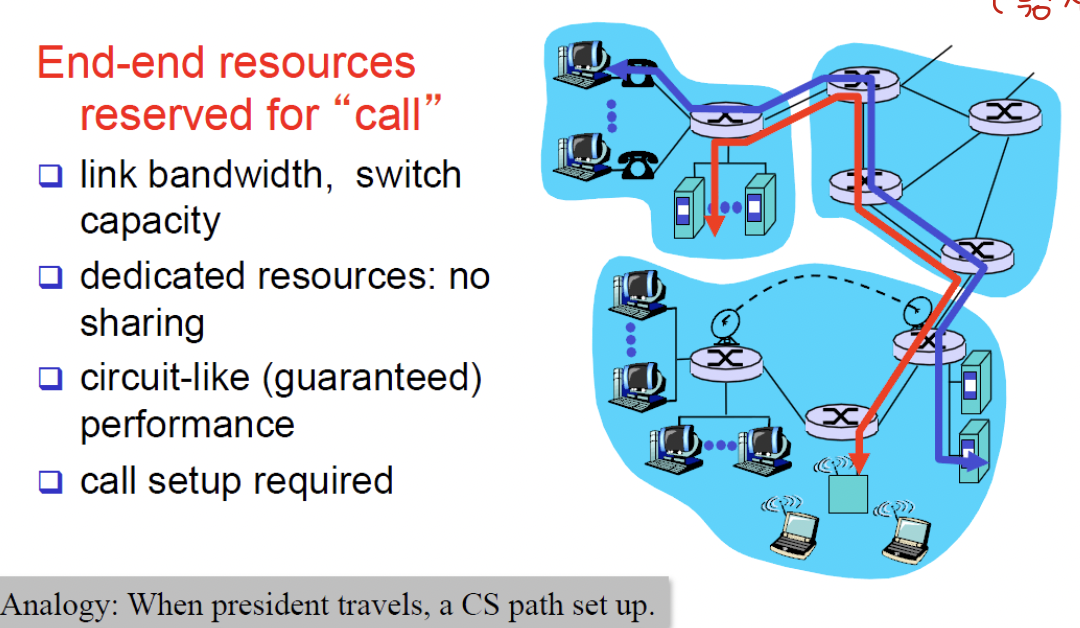 End-end resources
reserved for “call”
link bandwidth, switch
capacity
dedicated resources: no
sharing
circuit-like (guaranteed)
performance
call setup required
Analogy: When president travels, a CS path set up.